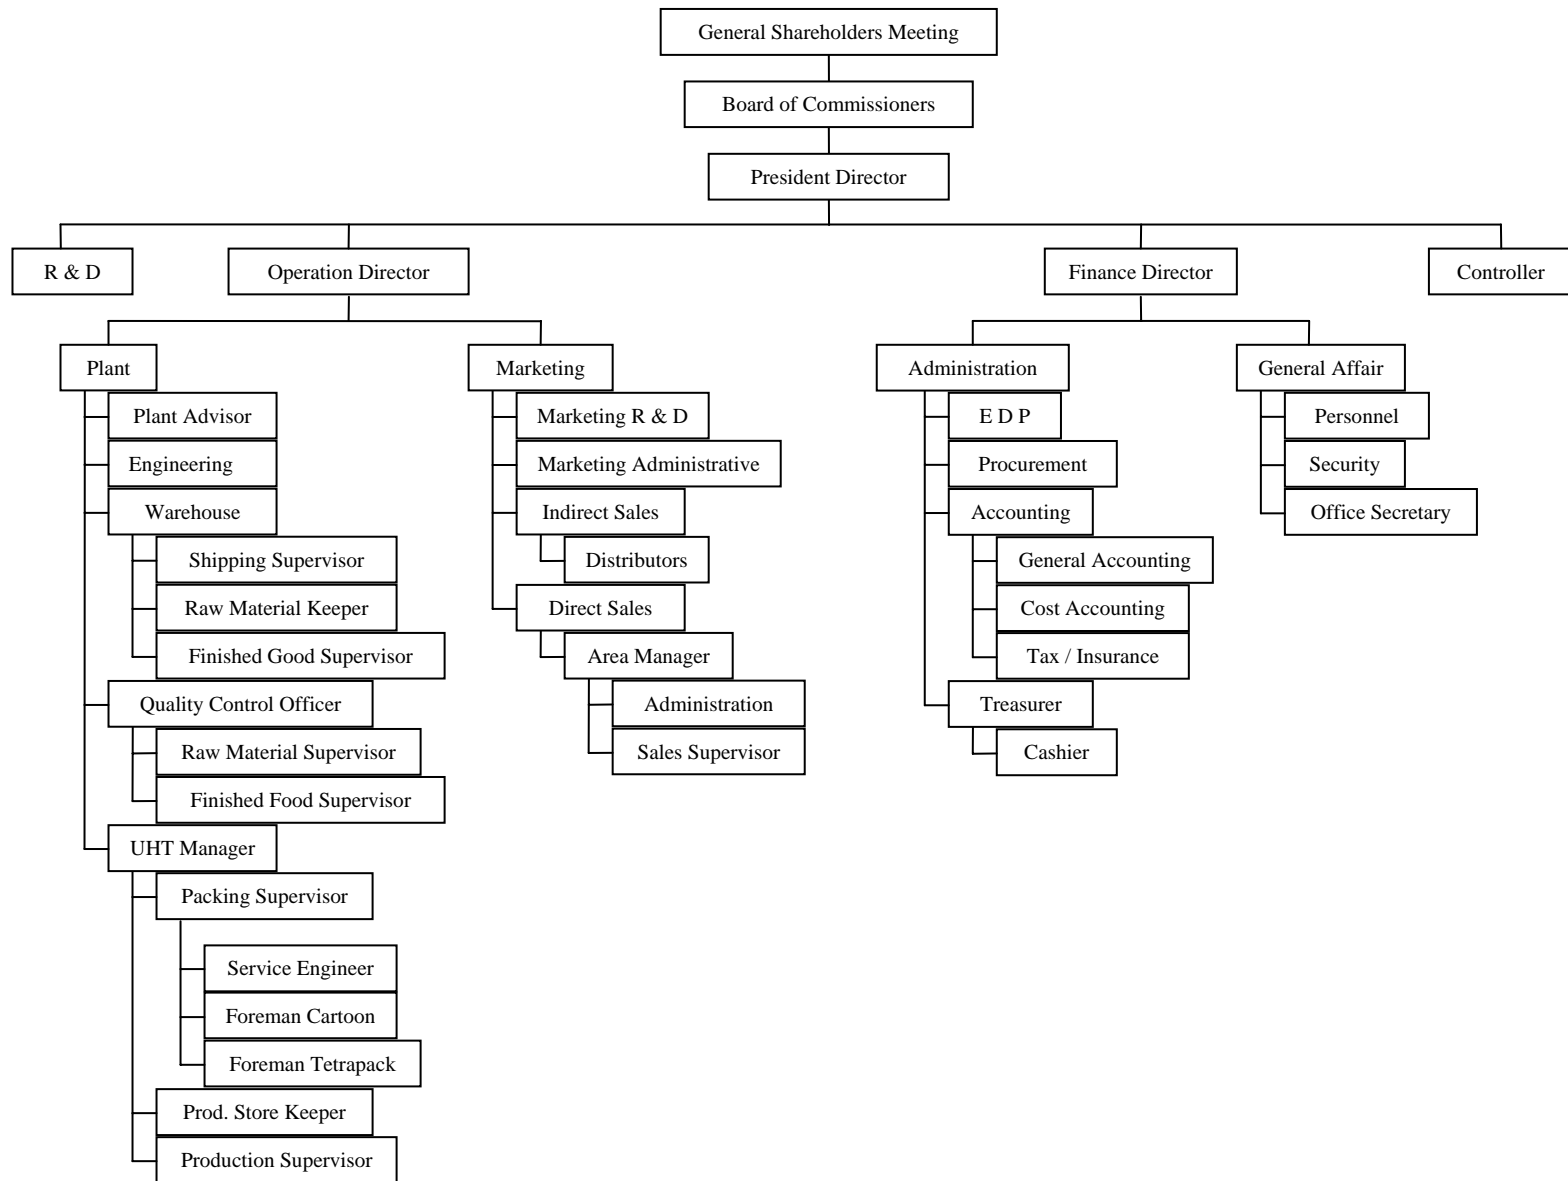 General Shareholders Meeting
Board of Commissioners
President Director
R & D
Operation Director
Finance Director
Controller
Plant
Marketing
Administration
General Affair
Plant Advisor
Engineering
Warehouse
Shipping Supervisor
Raw Material Keeper
Finished Good Supervisor
Quality Control Officer
Raw Material Supervisor
Finished Food Supervisor
UHT Manager
Packing Supervisor
Service Engineer
Foreman Cartoon
Foreman Tetrapack
Prod. Store Keeper
Production Supervisor
Marketing R & D
Marketing Administrative
Indirect Sales
Distributors
Direct Sales
Area Manager
Administration
Sales Supervisor
E D P
Procurement
Accounting
General Accounting
Cost Accounting
Tax / Insurance
Treasurer
Cashier
Personnel
Security
Office Secretary